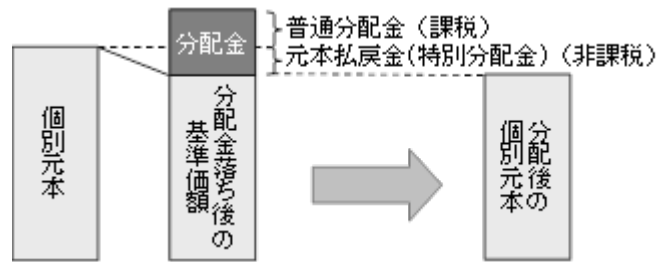 分配金
普通分配金（課税）
元本払戻金(特別分配金)（非課税）
個別元本
分配金落ち後の
基準価額
分配後の
個別元本